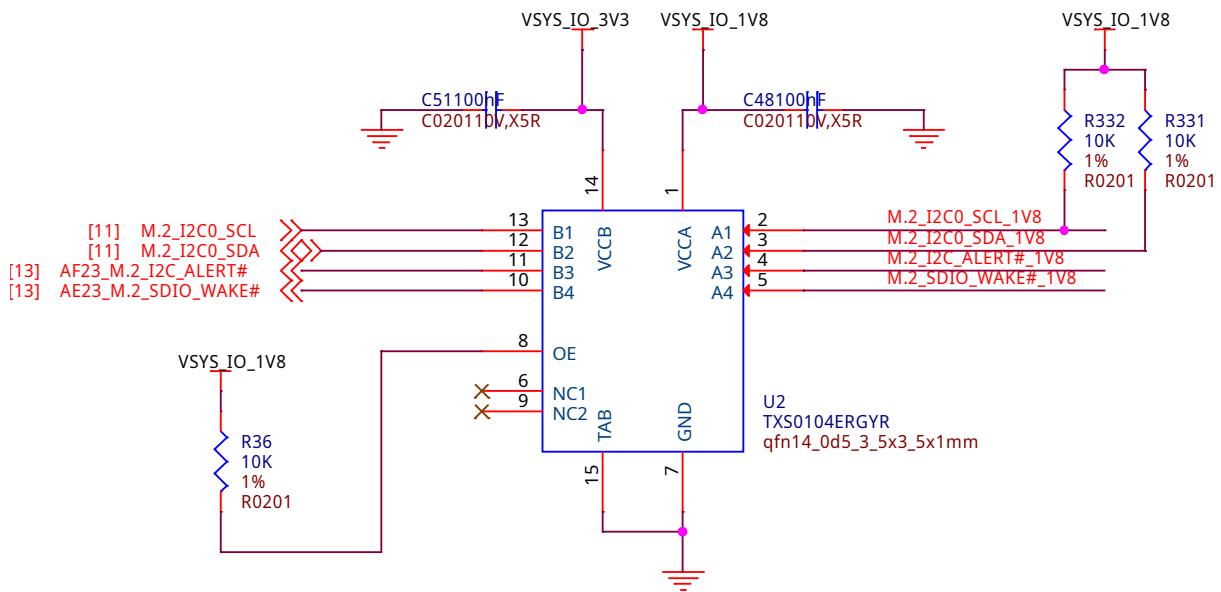 VSYS_IO_3V3
VSYS_IO_1V8
VSYS_IO_1V8
C51100nF
C020110V,X5R
C48100nF
C020110V,X5R
R332
10K
1%
R0201
R331
10K
1%
R0201
14
1
[11] M.2_I2C0_SCL
13
B1
VCCB
VCCA
A1
2
M.2_I2C0_SCL_1V8
[11] M.2_I2C0_SDA
12
B2
A2
3
M.2_I2C0_SDA_1V8
[13] AF23_M.2_I2C_ALERT#
11
B3
A3
4
M.2_I2C_ALERT#_1V8
[13] AE23_M.2_SDIO_WAKE#
10
B4
A4
5
M.2_SDIO_WAKE#_1V8
8
OE
VSYS_IO_1V8
6
NC1
9
NC2
TAB
GND
U2
TXS0104ERGYR
qfn14_0d5_3_5x3_5x1mm
R36
10K
1%
R0201
15
7